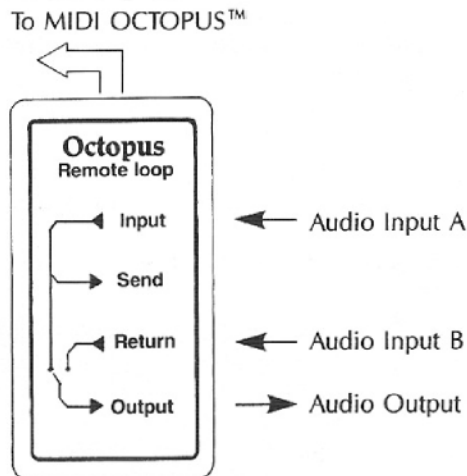 To MIDI OCTOPUS™
Octopus
Remote loop
Input
Audio Input A
Send
Return
Audio Input B
Output
Audio Output